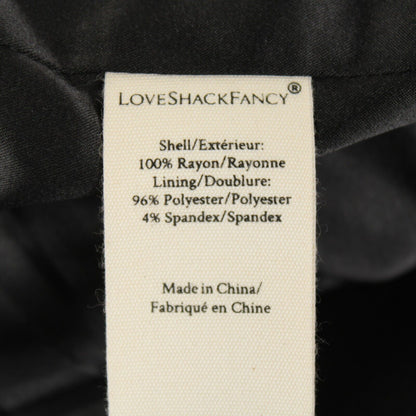 LOVESHACKFANCY®
Shell/Extérieur:
100% Rayon/Rayonne
Lining/Doublure:
96% Polyester/Polyester
4% Spandex/Spandex
Made in China/
Fabriqué en Chine